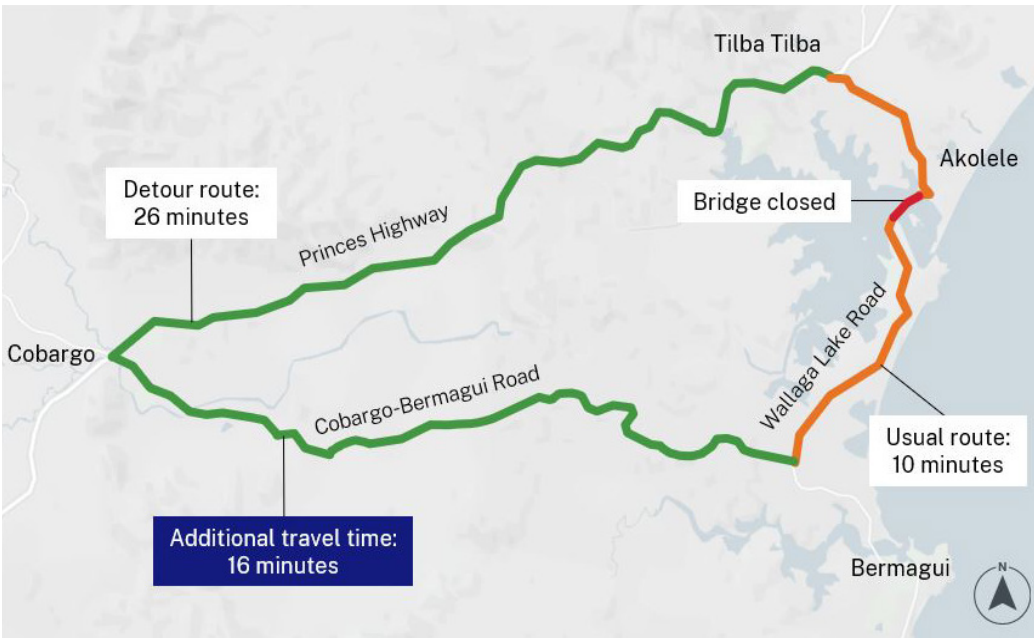 Tilba Tilba
Akolele
Detour route:
26 minutes
Bridge closed
Princes Highway
Cobargo
Wallaga Lake Road
Cobargo-Bermagui Road
Usual route:
10 minutes
Additional travel time:
16 minutes
Bermagui
N